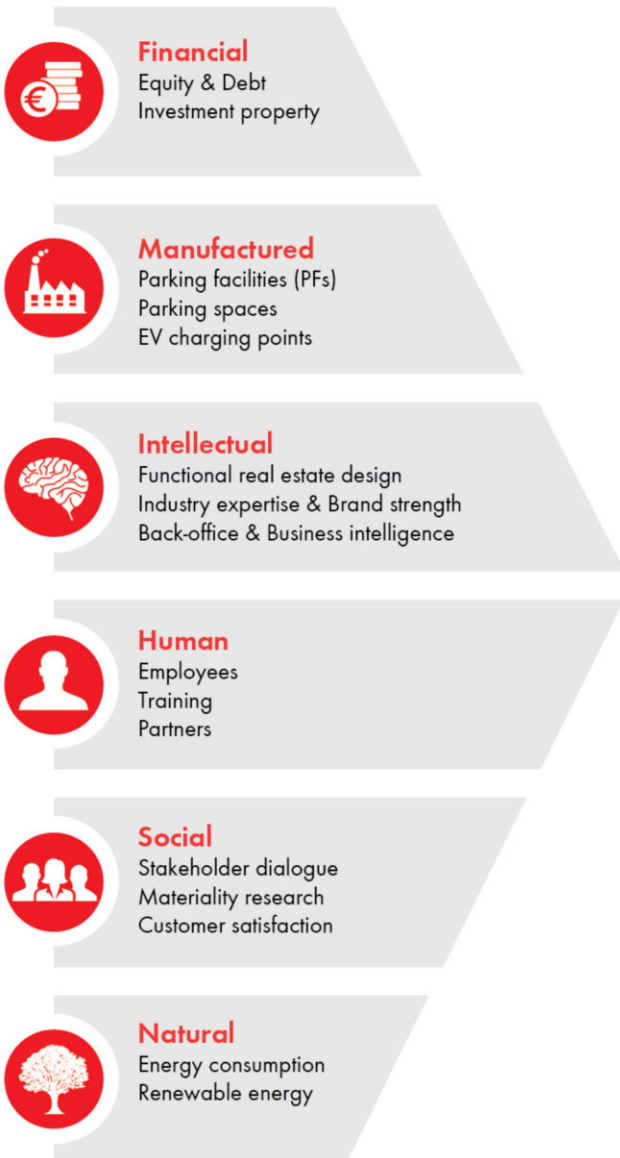 Financial
Equity & Debt
Investment property
€
Manufactured
Parking facilities (PFs)
Parking spaces
EV charging points
Intellectual
Functional real estate design
Industry expertise & Brand strength
Back-office & Business intelligence
Human
Employees
Training
Partners
Social
Stakeholder dialogue
Materiality research
Customer satisfaction
Natural
Energy consumption
Renewable energy